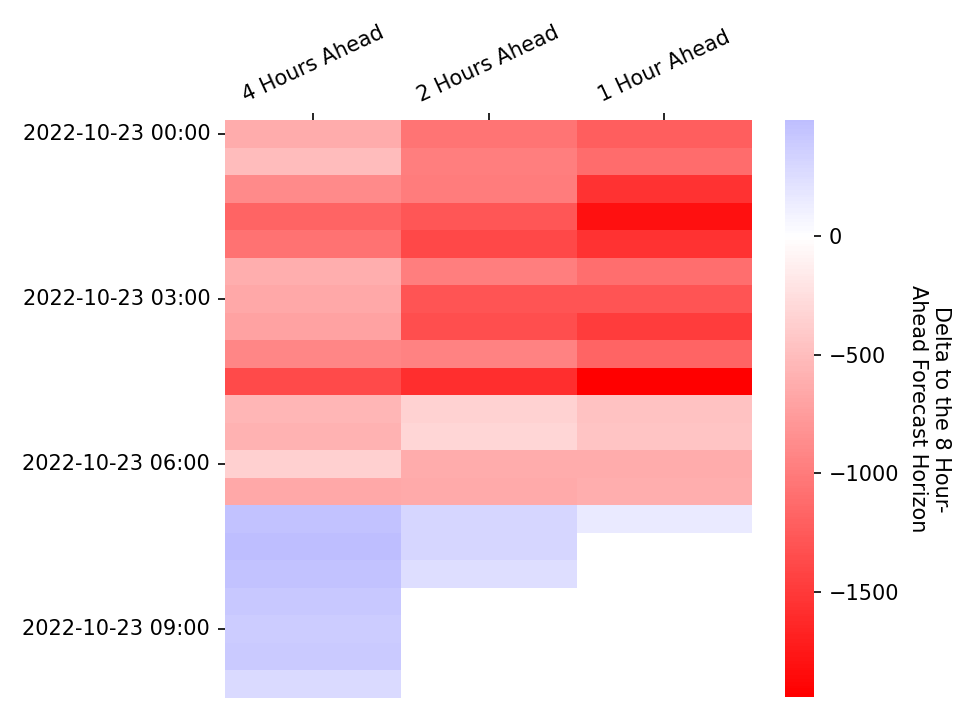 4 Hours Ahead
2 Hours Ahead
1 Hour Ahead
2022-10-23 00:00
2022-10-23 03:00
2022-10-23 06:00
2022-10-23 09:00
0
−500
−1000
−1500
Delta to the 8 Hour-
Ahead Forecast Horizon